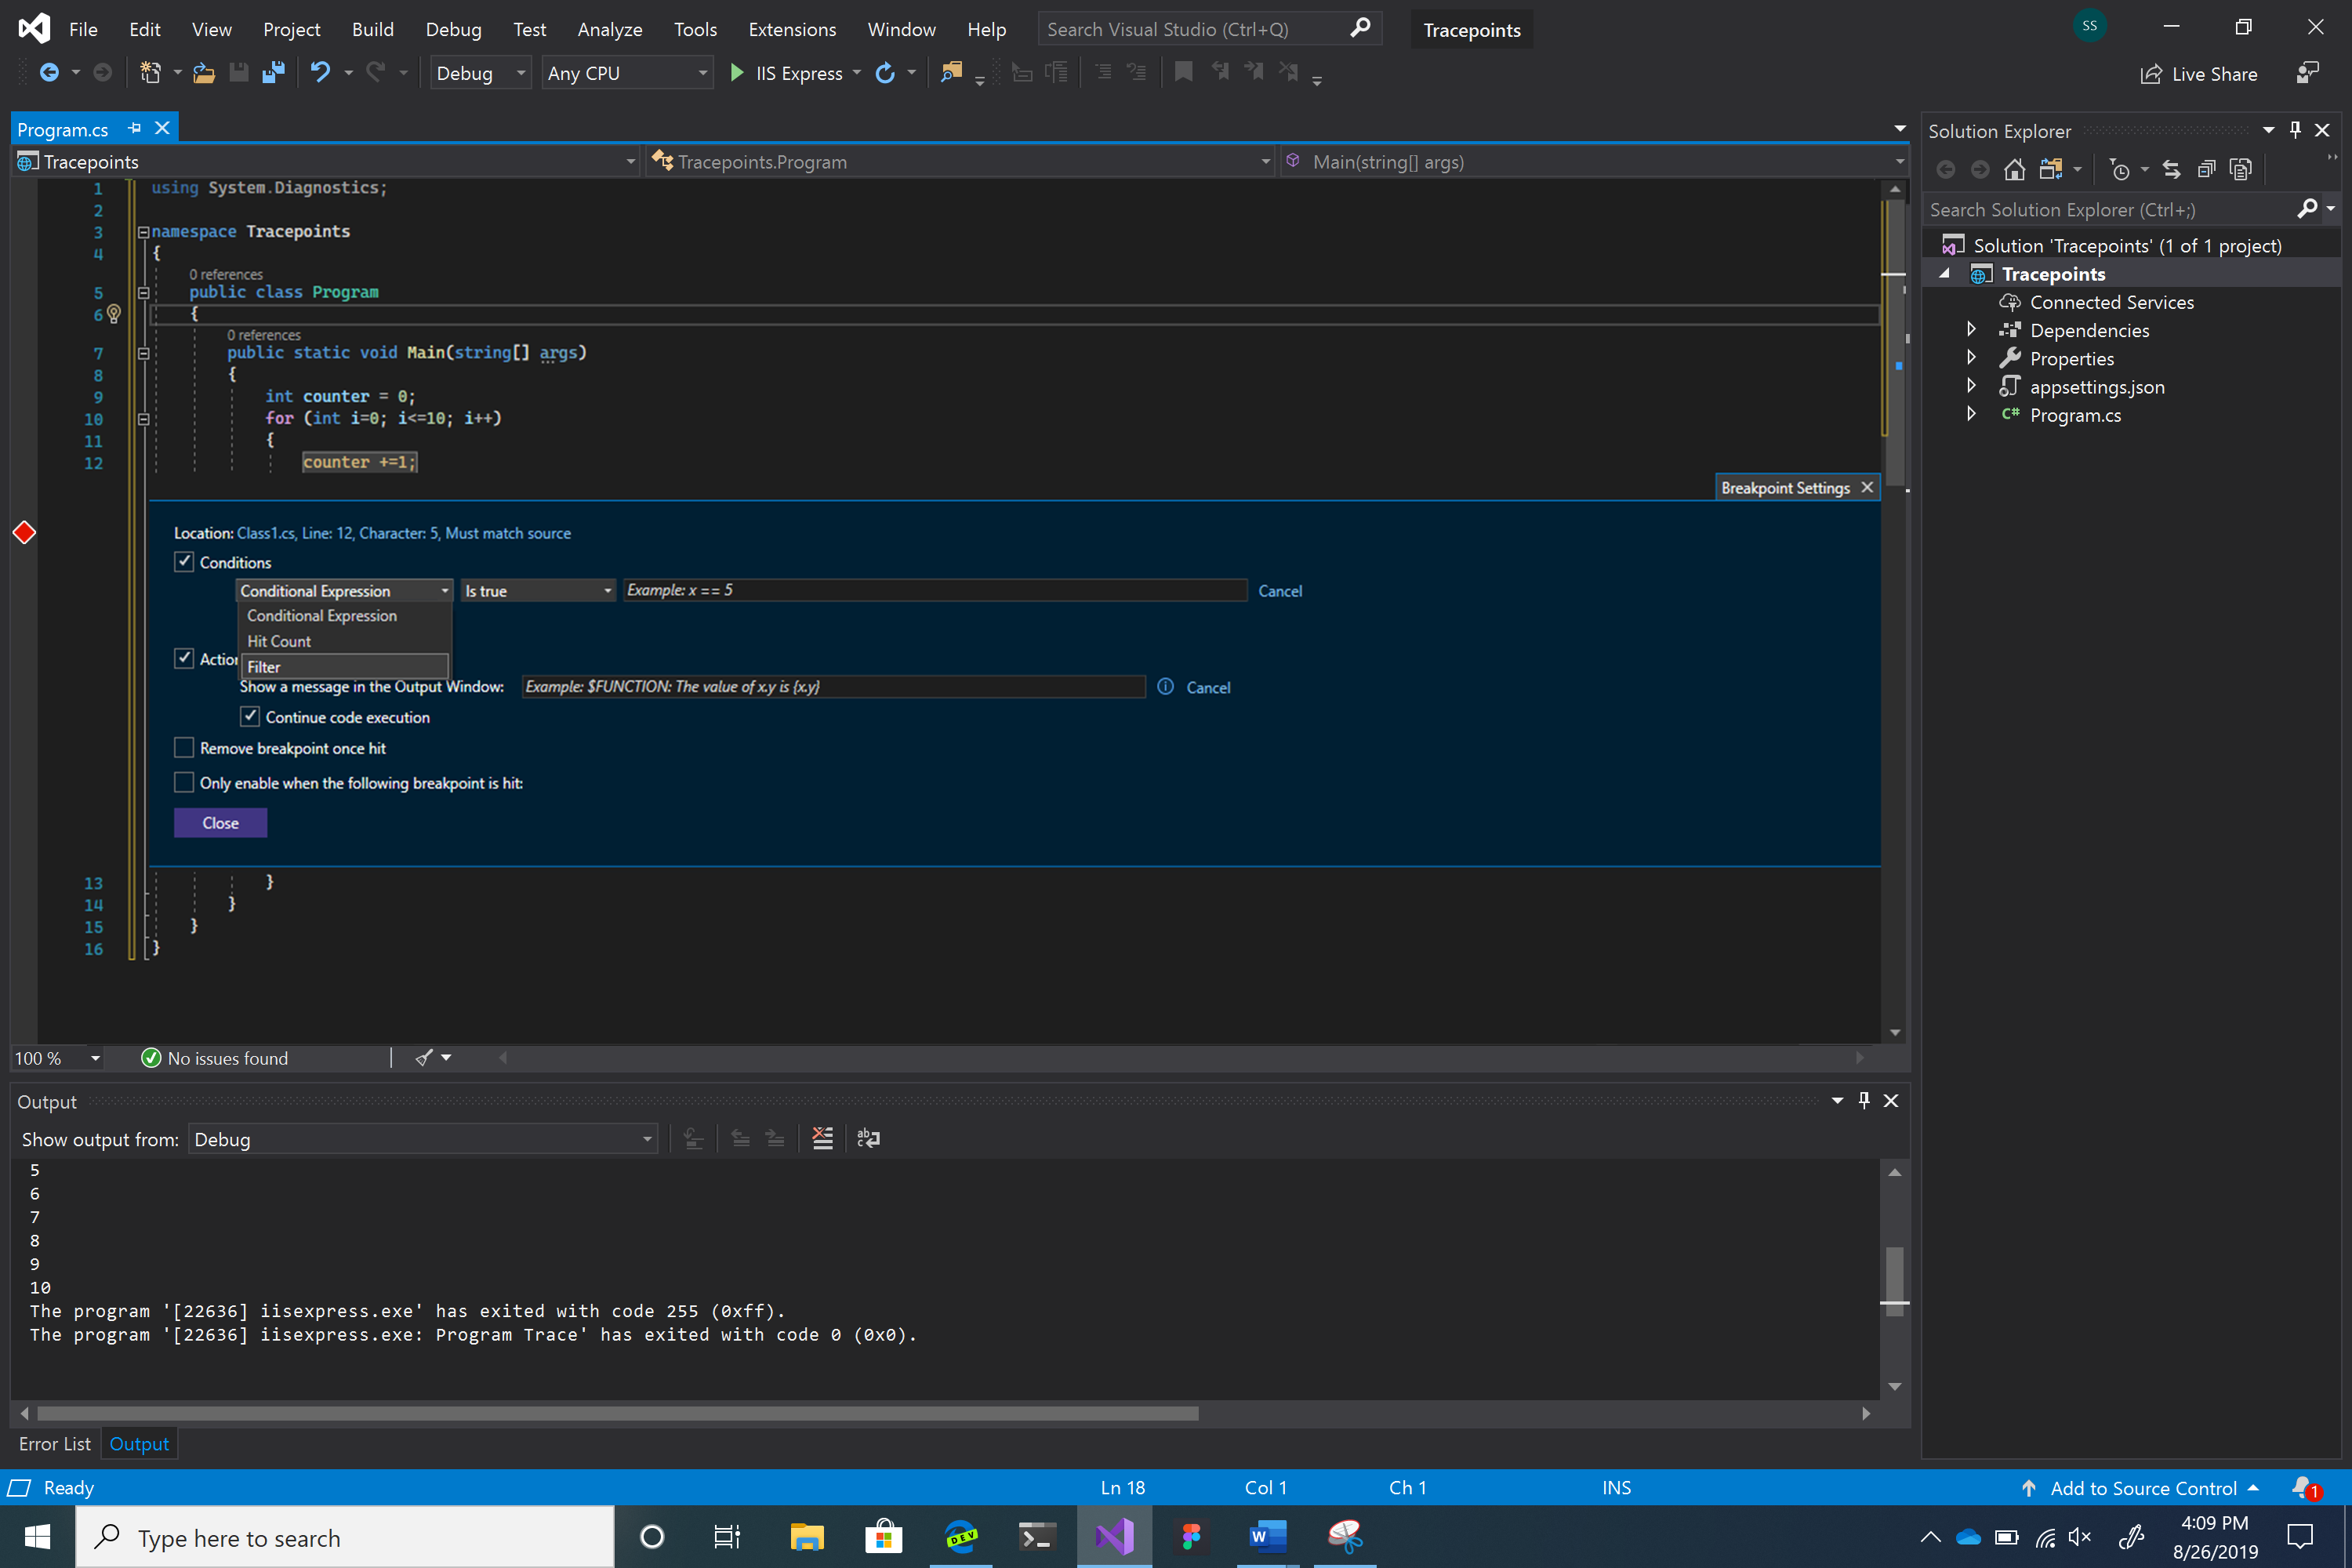 File Edit View Project Build Debug Test Analyze Tools Extensions Window Help Search Visual Studio (Ctrl+Q) Tracepoints SS
Debug Any CPU IIS Express Live Share
Program.cs
Tracepoints Tracepoints.Program Main(string[] args)
1 using System.Diagnostics;
2
3 namespace Tracepoints
4 {
0 references
5 public class Program
6 {
0 references
7 public static void Main(string[] args)
8 {
9 int counter = 0;
10 for (int i=0; i<=10; i++)
11 {
12 counter +=1;
Breakpoint Settings
Location: Class1.cs, Line: 12, Character: 5, Must match source
Conditions
Conditional Expression Is true Example: x == 5 Cancel
Conditional Expression
Hit Count
Filter
Action
Show a message in the Output Window: Example: $FUNCTION: The value of x.y is {x.y} Cancel
Continue code execution
Remove breakpoint once hit
Only enable when the following breakpoint is hit:
Close
13 }
14 }
15 }
16 }
100 % No issues found
Output
Show output from: Debug
5
6
7
8
9
10
The program '[22636] iisexpress.exe' has exited with code 255 (0xff).
The program '[22636] iisexpress.exe: Program Trace' has exited with code 0 (0x0).
Error List Output
Solution Explorer
Search Solution Explorer (Ctrl+;)
Solution 'Tracepoints' (1 of 1 project)
Tracepoints
Connected Services
Dependencies
Properties
appsettings.json
C# Program.cs
Ready Ln 18 Col 1 Ch 1 INS Add to Source Control 1
Type here to search DEV W 4:09 PM
8/26/2019